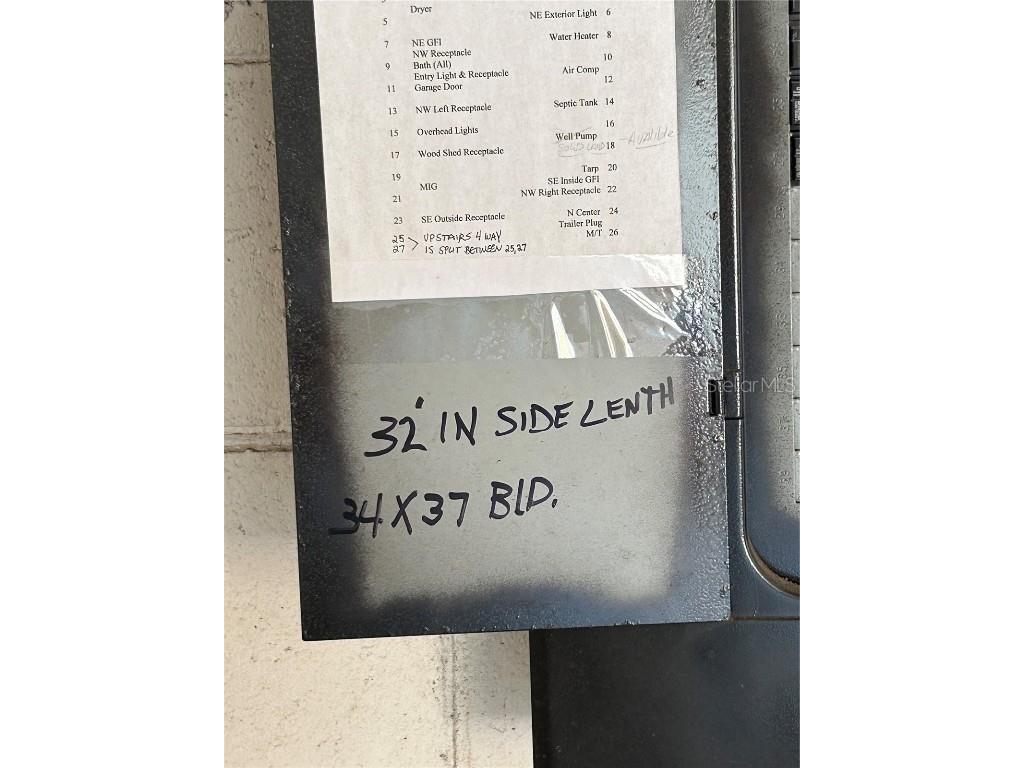 Dryer
5
NE Exterior Light 6
7 NE GFI
Water Heater 8
NW Receptacle
9 Bath (All)
10
Entry Light & Receptacle
Air Comp
11 Garage Door
12
13 NW Left Receptacle
Septic Tank 14
15 Overhead Lights
16
Well Pump
- Available
17 Wood Shed Receptacle
18
19
Tarp 20
MIG
SE Inside GFI
21
NW Right Receptacle 22
23 SE Outside Receptacle
N Center 24
Trailer Plug
25 > UPSTAIRS 4 WAY
M/T 26
27 IS SPLIT BETWEEN 25,27
StellarMLS
32' IN SIDE LENTH
34 X 37 BLD.